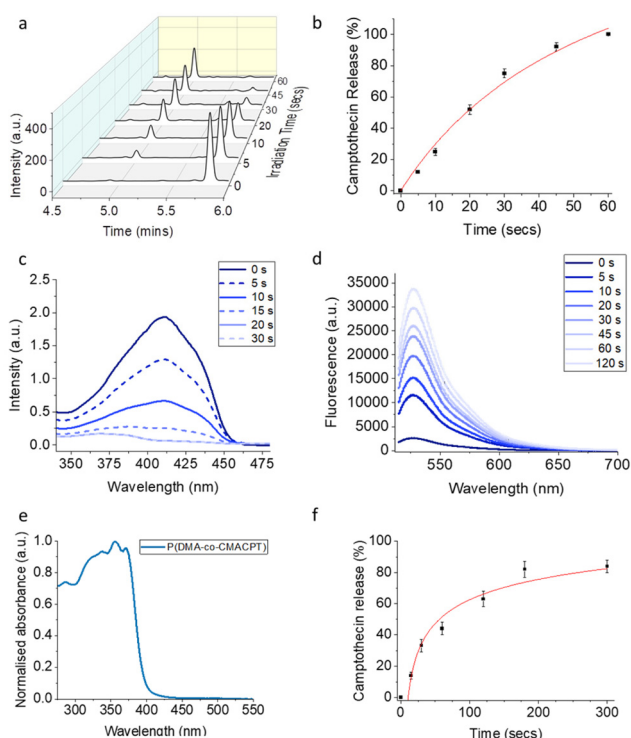 a
Intensity (a.u.)
400
200
0
4.5
5.0
5.5
6.0
Time (mins)
0
5
10
20
30
45
60
Irradiation Time (secs)
b
Camptothecin Release (%)
100
80
60
40
20
0
0 10 20 30 40 50 60
Time (secs)
c
Intensity (a.u.)
2.5
2.0
1.5
1.0
0.5
0.0
350 375 400 425 450 475
Wavelength (nm)
0 s
5 s
10 s
15 s
20 s
30 s
d
Fluorescence (a.u.)
35000
30000
25000
20000
15000
10000
5000
0
550 600 650 700
Wavelength (nm)
0 s
5 s
10 s
20 s
30 s
45 s
60 s
120 s
e
Normalised absorbance (a.u.)
1.0
0.8
0.6
0.4
0.2
0.0
300 350 400 450 500 550
Wavelength (nm)
P(DMA-co-CMACPT)
f
Camptothecin release (%)
100
80
60
40
20
0
0 100 200 300
Time (secs)